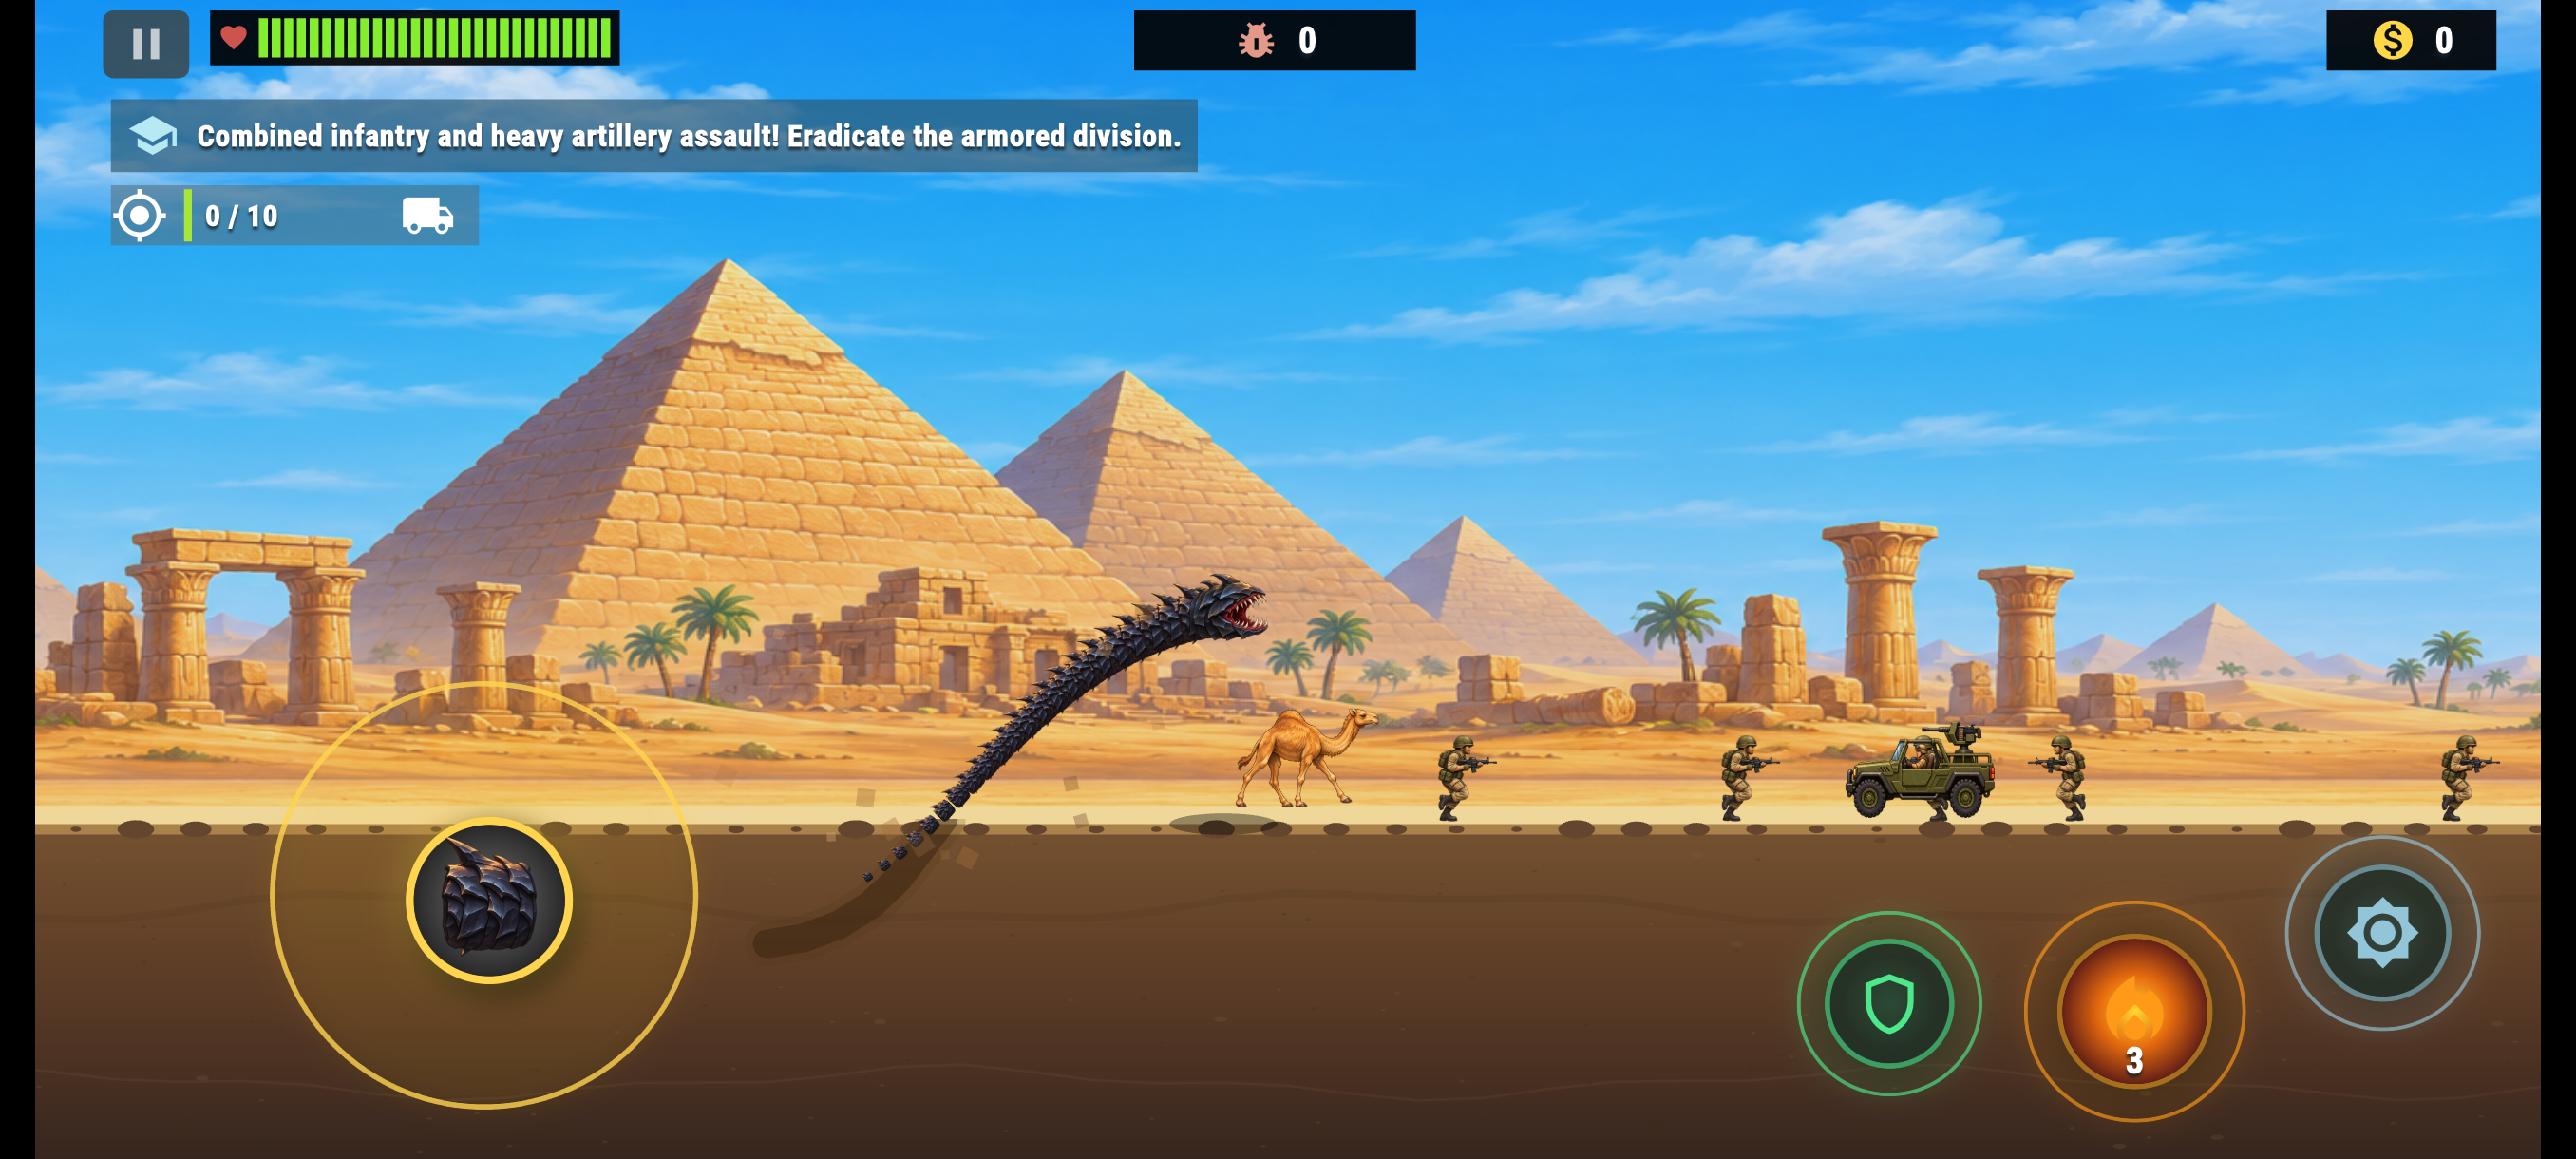 0
0
Combined infantry and heavy artillery assault! Eradicate the armored division.
0 / 10
3